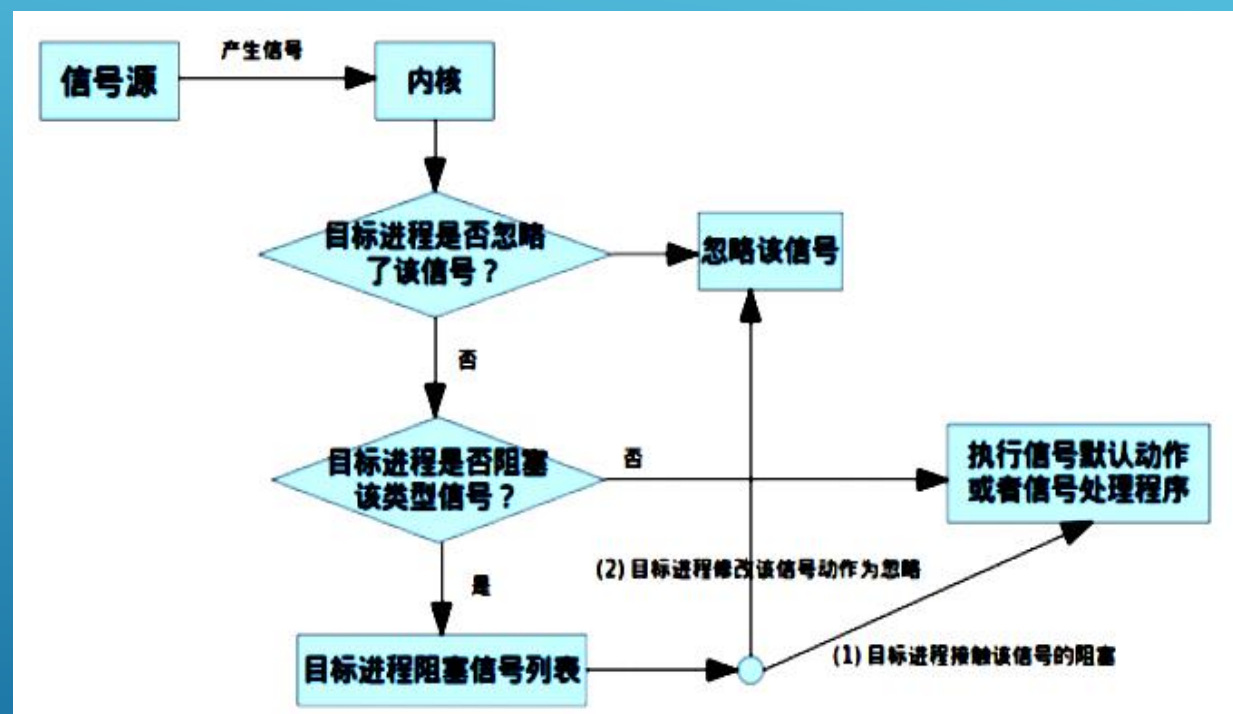 信号源
产生信号
内核
目标进程是否忽略
了该信号？
忽略该信号
否
目标进程是否阻塞
该类型信号？
否
执行信号默认动作
或者信号处理程序
是
(2) 目标进程修改该信号动作为忽略
目标进程阻塞信号列表
(1) 目标进程接触该信号的阻塞